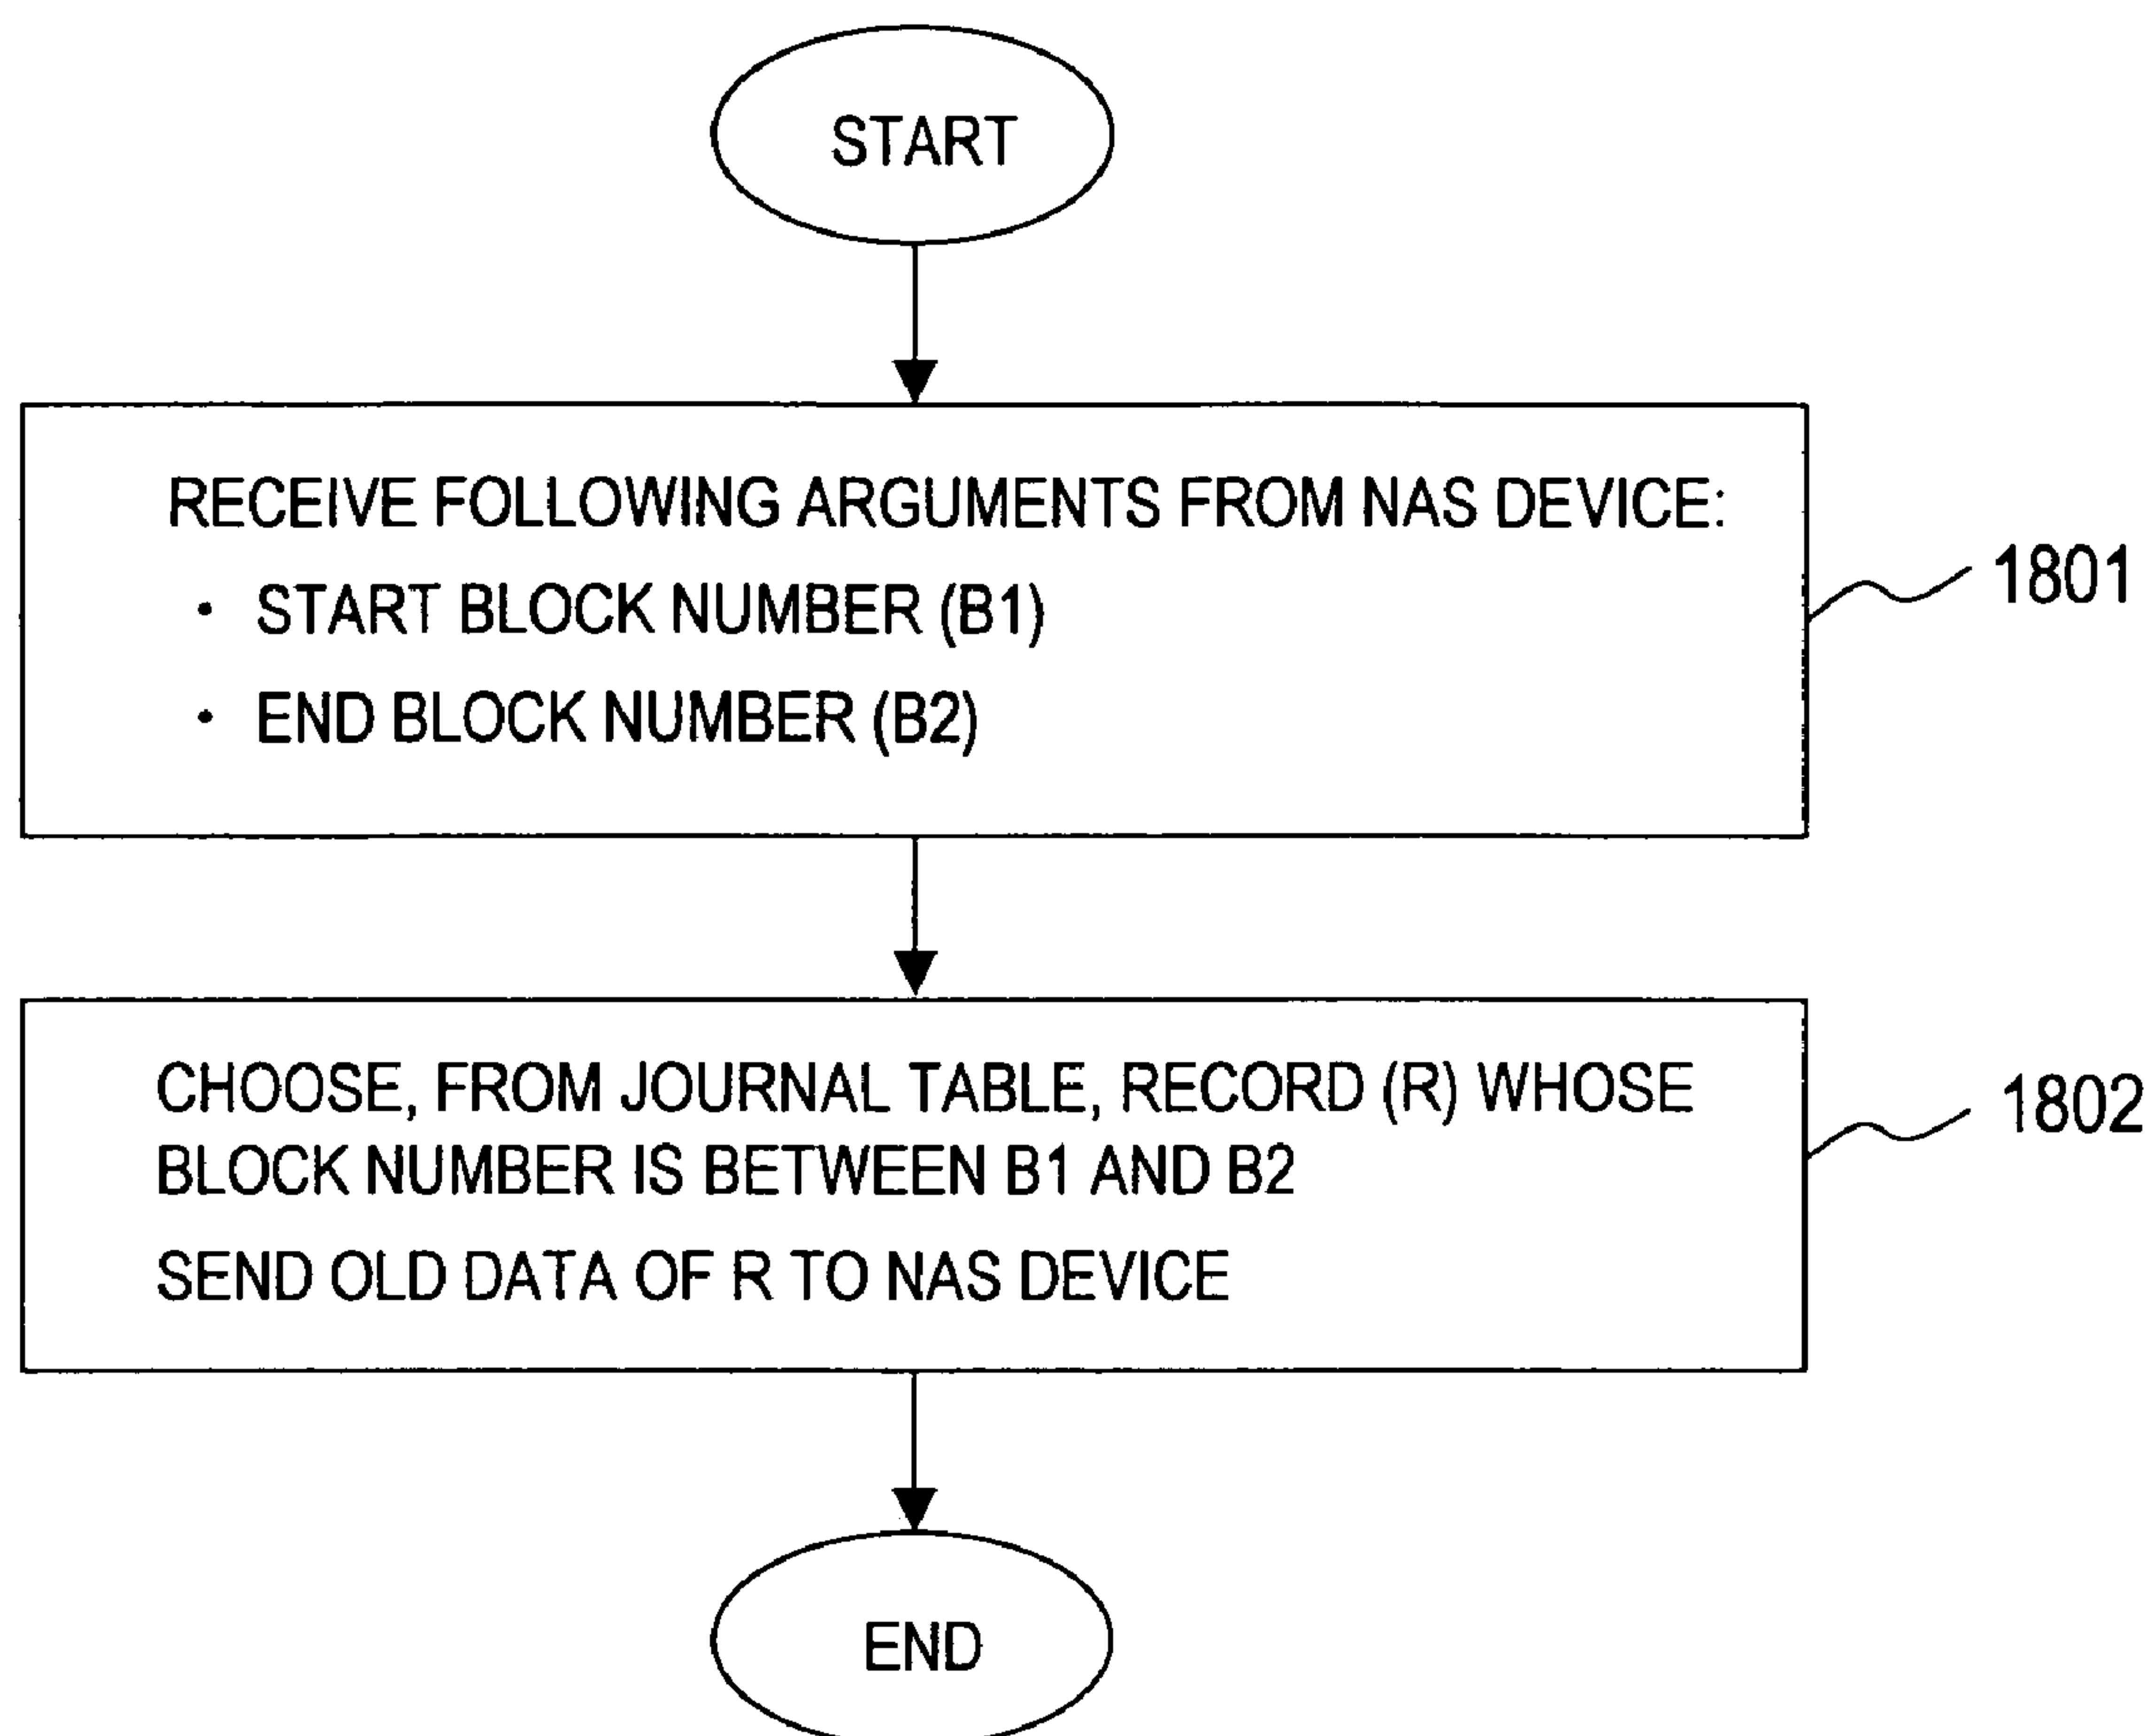 START
RECEIVE FOLLOWING ARGUMENTS FROM NAS DEVICE:
• START BLOCK NUMBER (B1)
• END BLOCK NUMBER (B2)
1801
CHOOSE, FROM JOURNAL TABLE, RECORD (R) WHOSE
BLOCK NUMBER IS BETWEEN B1 AND B2
SEND OLD DATA OF R TO NAS DEVICE
1802
END